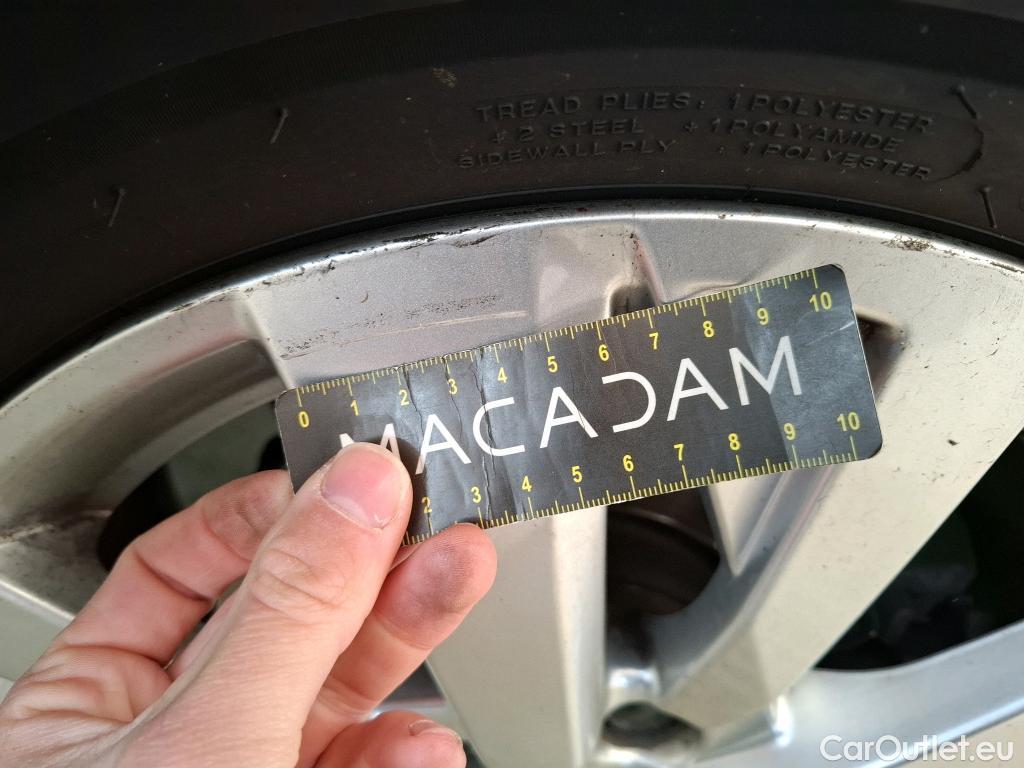 TREAD PLIES: 1 POLYESTER
+ 2 STEEL + 1 POLYAMIDE
SIDEWALL PLY : 1 POLYESTER
0 1 2 3 4 5 6 7 8 9 10
MACADAM
2 3 4 5 6 7 8 9 10
CarOutlet.eu